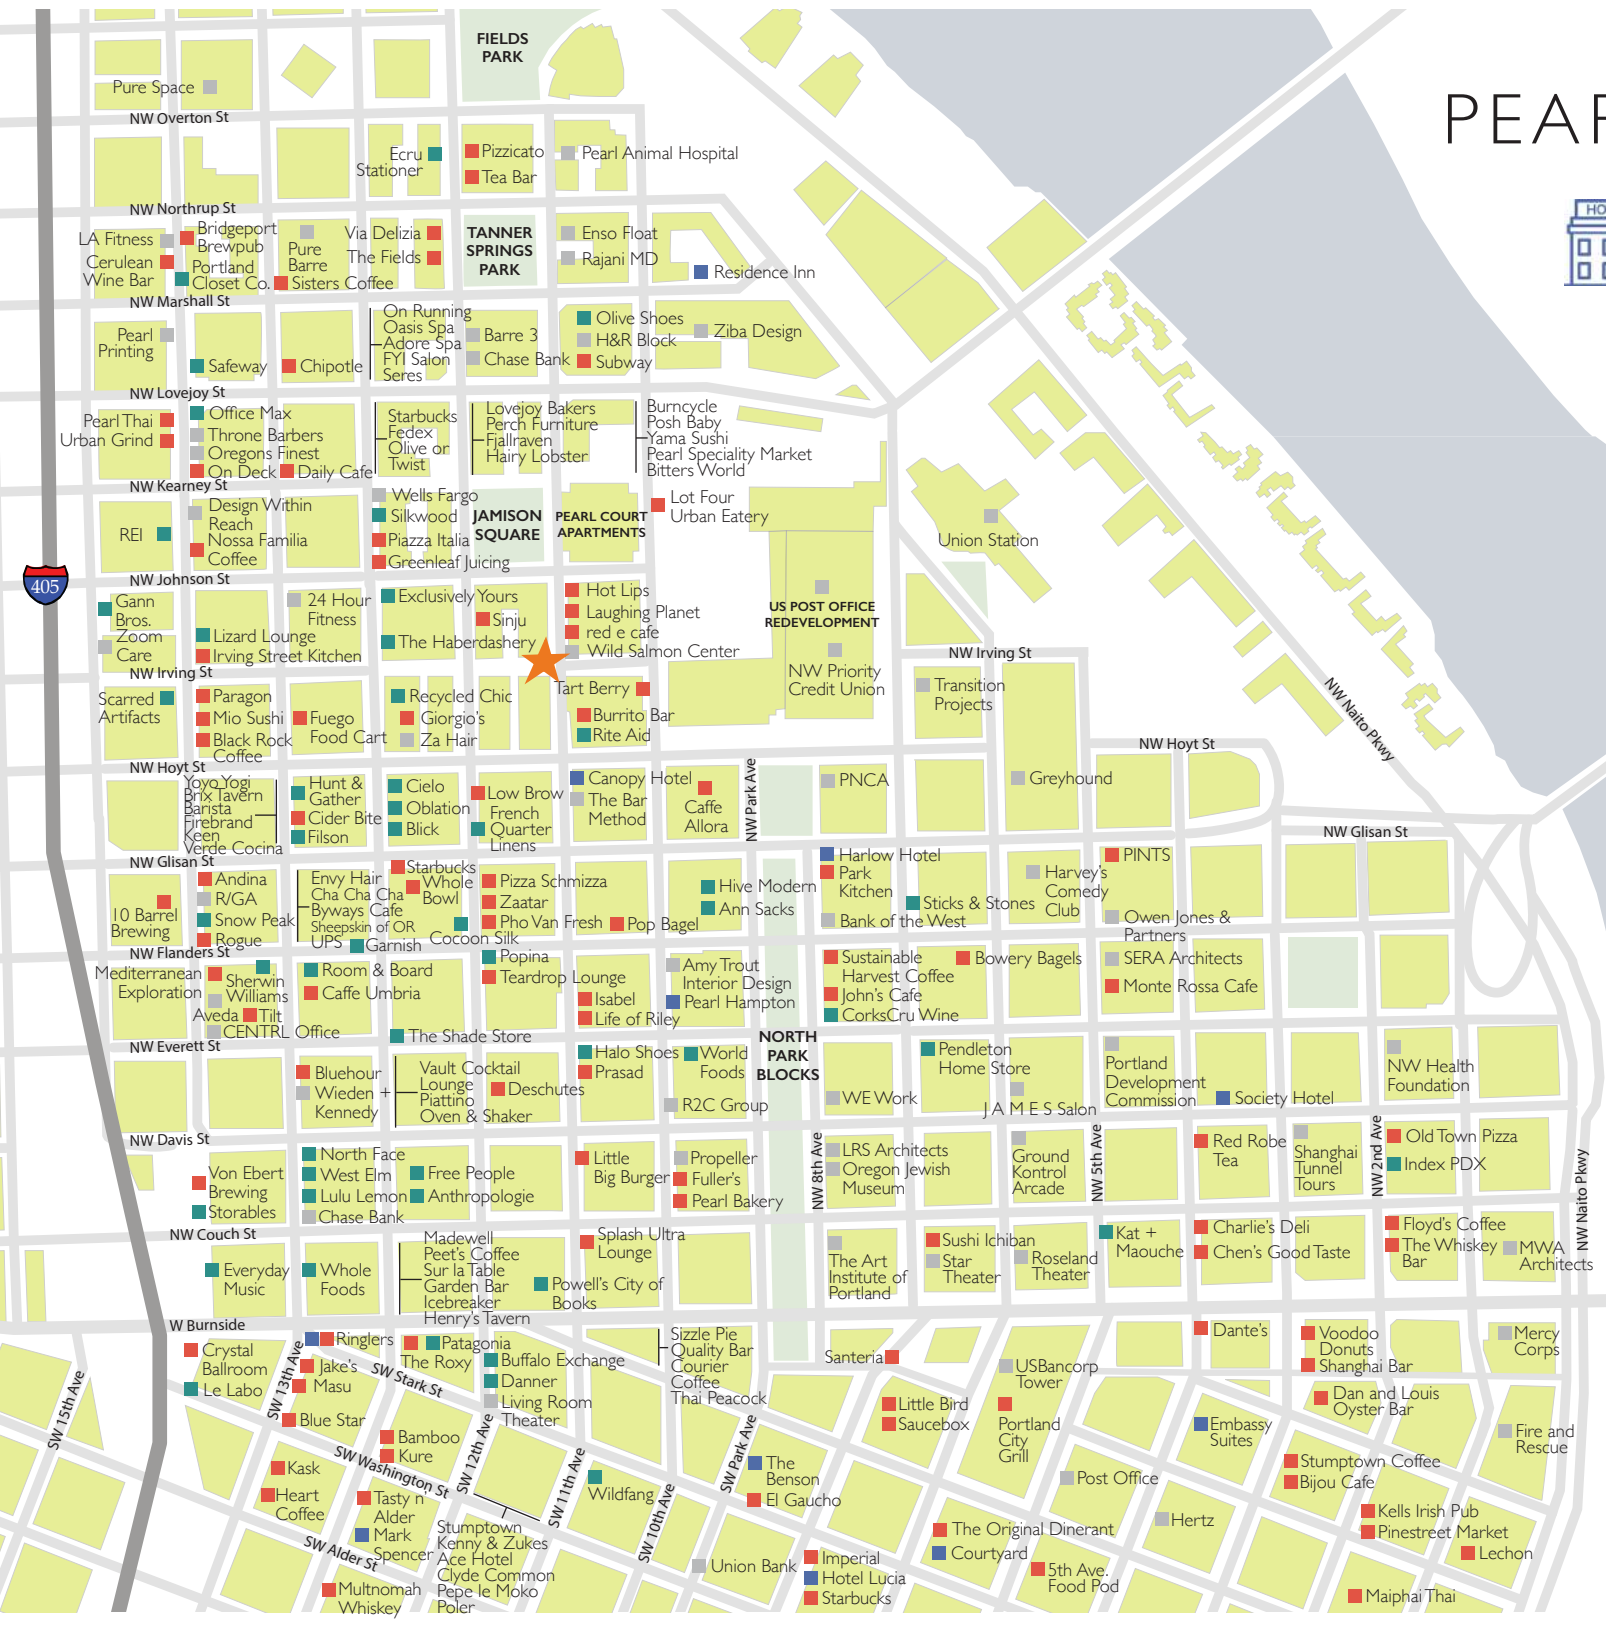 FIELDS
PARK
PEAR
Pure Space
NW Overton St
Ecru
Stationer
Pizzicato
Tea Bar
Pearl Animal Hospital
NW Northrup St
LA Fitness
Bridgeport
Brewpub
Cerulean
Wine Bar
Portland
Closet Co.
Pure
Barre
Sisters Coffee
Via Delizia
The Fields
TANNER
SPRINGS
PARK
Enso Float
Rajani MD
Residence Inn
HO
NW Marshall St
Pearl
Printing
Safeway
Chipotle
On Running
Oasis Spa
Adore Spa
FYI Salon
Seres
Barre 3
Chase Bank
Olive Shoes
H&R Block
Subway
Ziba Design
NW Lovejoy St
Pearl Thai
Urban Grind
Office Max
Throne Barbers
Oregons Finest
On Deck
Daily Cafe
Starbucks
Fedex
Olive or
Twist
Lovejoy Bakers
Perch Furniture
Fjallraven
Hairy Lobster
Burncycle
Posh Baby
Yama Sushi
Pearl Speciality Market
Bitters World
NW Kearney St
REI
Design Within
Reach
Nossa Familia
Coffee
Wells Fargo
Silkwood
Piazza Italia
Greenleaf Juicing
JAMISON
SQUARE
PEARL COURT
APARTMENTS
Lot Four
Urban Eatery
Union Station
405
NW Johnson St
Gann
Bros.
Zoom
Care
24 Hour
Fitness
Lizard Lounge
Irving Street Kitchen
Exclusively Yours
Sinju
The Haberdashery
Hot Lips
Laughing Planet
red e cafe
Wild Salmon Center
US POST OFFICE
REDEVELOPMENT
NW Priority
Credit Union
NW Irving St
NW Irving St
Scarred
Artifacts
Paragon
Mio Sushi
Black Rock
Coffee
Fuego
Food Cart
Recycled Chic
Giorgio's
Za Hair
Tart Berry
Burrito Bar
Rite Aid
Transition
Projects
NW Naito Pkwy
NW Hoyt St
NW Hoyt St
Yoyo Yogi
Brix Tavern
Barista
Firebrand
Keen
Verde Cocina
Hunt &
Gather
Cider Bite
Filson
Cielo
Oblation
Blick
Low Brow
French
Quarter
Linens
Canopy Hotel
The Bar
Method
Caffe
Allora
NW Park Ave
PNCA
Greyhound
NW Glisan St
NW Glisan St
10 Barrel
Brewing
Andina
R/GA
Snow Peak
Rogue
Envy Hair
Cha Cha Cha
Byways Cafe
Sheepskin of OR
UPS
Garnish
Starbucks
Whole
Bowl
Cocoon Silk
Pizza Schmizza
Zaatar
Pho Van Fresh
Pop Bagel
Hive Modern
Ann Sacks
Harlow Hotel
Park
Kitchen
Bank of the West
Sticks & Stones
Harvey's
Comedy
Club
PINTS
Owen Jones &
Partners
NW Flanders St
Mediterranean
Exploration
Sherwin
Williams
Aveda
Tilt
CENTRL Office
Room & Board
Caffe Umbria
The Shade Store
Popina
Teardrop Lounge
Isabel
Life of Riley
Amy Trout
Interior Design
Pearl Hampton
Sustainable
Harvest Coffee
John's Cafe
CorksCru Wine
Bowery Bagels
SERA Architects
Monte Rossa Cafe
NORTH
PARK
BLOCKS
NW Everett St
Bluehour
Wieden +
Kennedy
Vault Cocktail
Lounge
Piattino
Oven & Shaker
Deschutes
Halo Shoes
Prasad
World
Foods
R2C Group
WE Work
Pendleton
Home Store
J A M E S Salon
Portland
Development
Commission
Society Hotel
NW Health
Foundation
NW Davis St
Von Ebert
Brewing
Storables
North Face
West Elm
Lulu Lemon
Chase Bank
Free People
Anthropologie
Little
Big Burger
Propeller
Fuller's
Pearl Bakery
NW 8th Ave
LRS Architects
Oregon Jewish
Museum
Ground
Kontrol
Arcade
NW 5th Ave
Red Robe
Tea
Shanghai
Tunnel
Tours
NW 2nd Ave
Old Town Pizza
Index PDX
NW Naito Pkwy
NW Couch St
Everyday
Music
Whole
Foods
Madewell
Peet's Coffee
Sur la Table
Garden Bar
Icebreaker
Henry's Tavern
Splash Ultra
Lounge
Powell's City of
Books
The Art
Institute of
Portland
Sushi Ichiban
Star
Theater
Roseland
Theater
Kat +
Maouche
Charlie's Deli
Chen's Good Taste
Floyd's Coffee
The Whiskey
Bar
MWA
Architects
W Burnside
Crystal
Ballroom
Le Labo
SW 13th Ave
Ringlers
Jake's
Masu
Blue Star
SW Stark St
The Roxy
Patagonia
Buffalo Exchange
Danner
Living Room
Theater
Sizzle Pie
Quality Bar
Courier
Coffee
Thai Peacock
Santeria
Little Bird
Saucebox
USBancorp
Tower
Portland
City
Grill
Dante's
Voodoo
Donuts
Shanghai Bar
Dan and Louis
Oyster Bar
Mercy
Corps
Fire and
Rescue
Embassy
Suites
SW 15th Ave
Kask
Heart
Coffee
Bamboo
Kure
SW Washington St
SW 12th Ave
SW 11th Ave
Tasty n
Alder
Mark
Spencer
SW Alder St
Multnomah
Whiskey
Stumptown
Kenny & Zukes
Ace Hotel
Clyde Common
Pepe le Moko
Poler
Wildfang
SW 10th Ave
SW Park Ave
The
Benson
El Gaucho
Union Bank
Imperial
Hotel Lucia
Starbucks
The Original Dinerant
Courtyard
5th Ave.
Food Pod
Post Office
Hertz
Stumptown Coffee
Bijou Cafe
Kells Irish Pub
Pinestreet Market
Lechon
Maiphai Thai